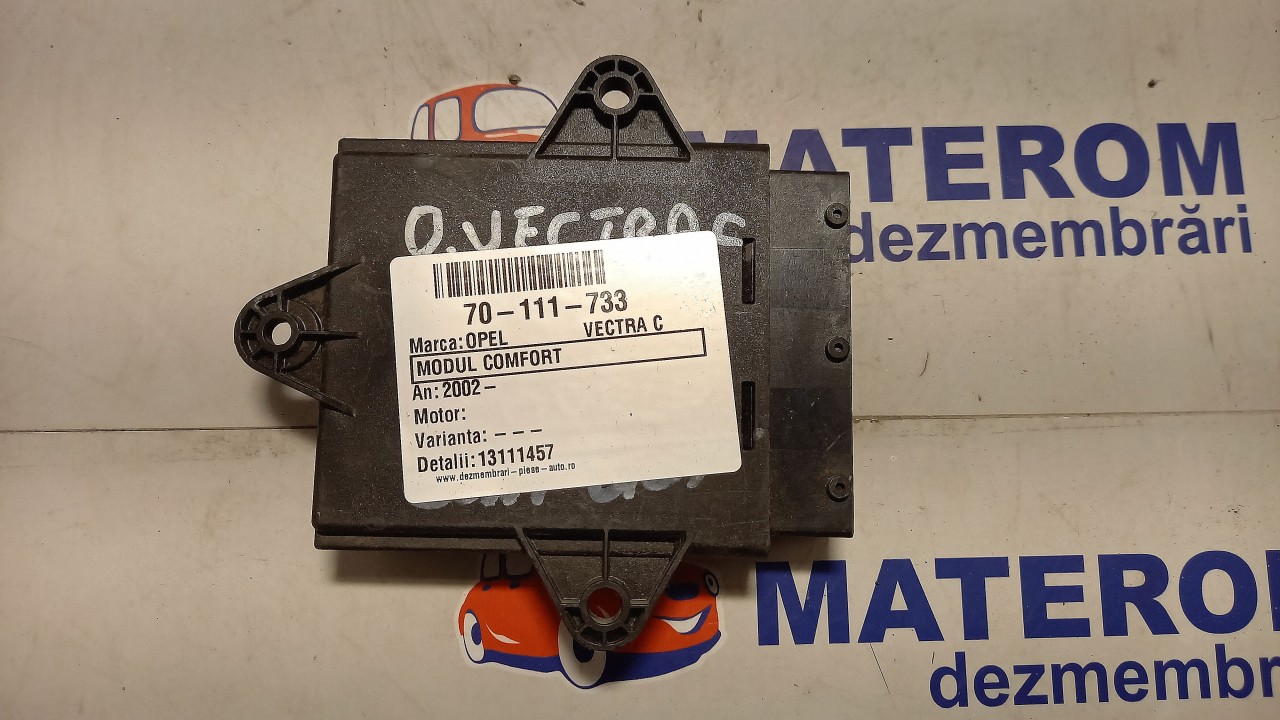 MATEROM
dezmembrări
O.VECTRA C
70-111-733
Marca: OPEL VECTRA C
MODUL COMFORT
An: 2002 -
Motor:
Varianta: - - -
Detalii: 13111457
www.dezmembrari-piese-auto.ro
MATEROM
dezmembrări